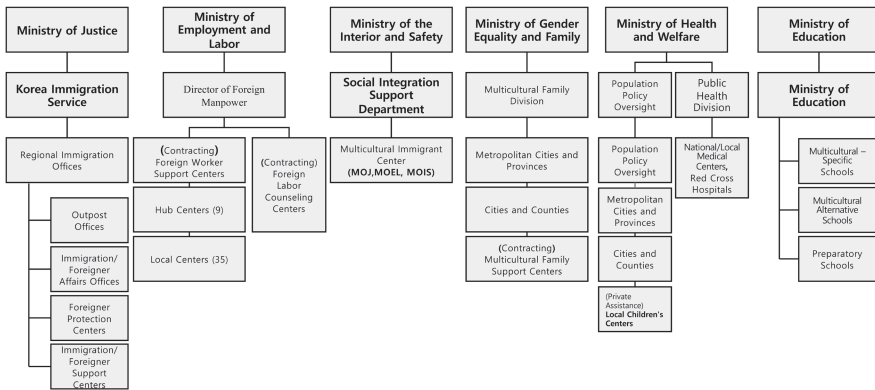 Ministry of Justice
Korea Immigration
Service
Regional Immigration
Offices
Outpost
Offices
Immigration/
Foreigner
Affairs Offices
Foreigner
Protection
Centers
Immigration/
Foreigner
Support
Centers
Ministry of
Employment and
Labor
Director of Foreign
Manpower
(Contracting)
Foreign Worker
Support Centers
Hub Centers (9)
Local Centers (35)
(Contracting)
Foreign
Labor
Counseling
Centers
Ministry of the
Interior and Safety
Social Integration
Support
Department
Multicultural Immigrant
Center
(MOJ,MOEL, MOIS)
Ministry of Gender
Equality and Family
Multicultural Family
Division
Metropolitan Cities and
Provinces
Cities and Counties
(Contracting)
Multicultural Family
Support Centers
Ministry of Health
and Welfare
Population
Policy
Oversight
Population
Policy
Oversight
Metropolitan
Cities and
Provinces
Cities and
Counties
(Private
Assistance)
Local Children's
Centers
Public
Health
Division
National/Local
Medical
Centers,
Red Cross
Hospitals
Ministry of
Education
Ministry of
Education
Multicultural –
Specific
Schools
Multicultural
Alternative
Schools
Preparatory
Schools